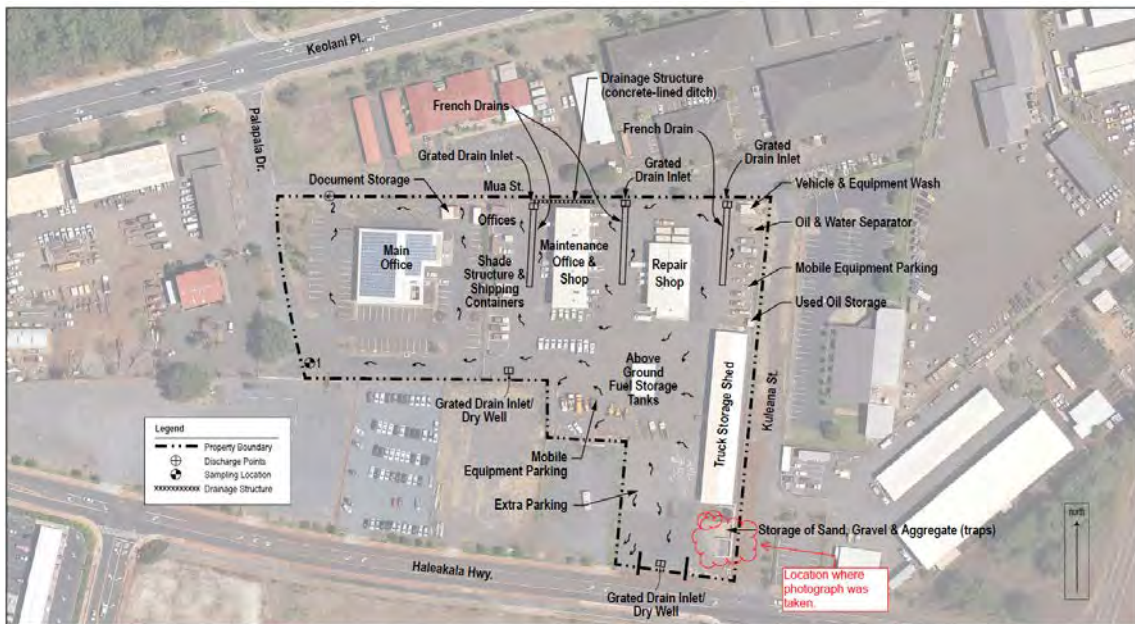 Keolani Pl.
Palapala Dr.
Drainage Structure
(concrete-lined ditch)
French Drains
French Drain
Grated Drain Inlet
Grated
Drain Inlet
Grated
Drain Inlet
Document Storage
Mua St.
Vehicle & Equipment Wash
2
Offices
Oil & Water Separator
Main
Office
Maintenance
Office &
Shop
Shade
Structure &
Shipping
Containers
Repair
Shop
Mobile Equipment Parking
Used Oil Storage
1
Above
Ground
Fuel Storage
Tanks
Grated Drain Inlet/
Dry Well
Truck Storage Shed
Kuleana St.
Legend
Property Boundary
Discharge Points
Sampling Location
Drainage Structure
Mobile
Equipment Parking
Extra Parking
Storage of Sand, Gravel & Aggregate (traps)
Haleakala Hwy.
Location where
photograph was
taken.
Grated Drain Inlet/
Dry Well
north